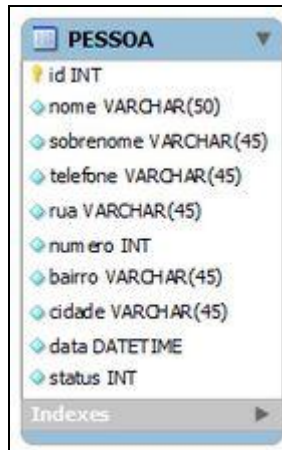 PESSOA
id INT
nome VARCHAR(50)
sobrenome VARCHAR(45)
telefone VARCHAR(45)
rua VARCHAR(45)
numero INT
bairro VARCHAR(45)
cidade VARCHAR(45)
data DATETIME
status INT
Indexes